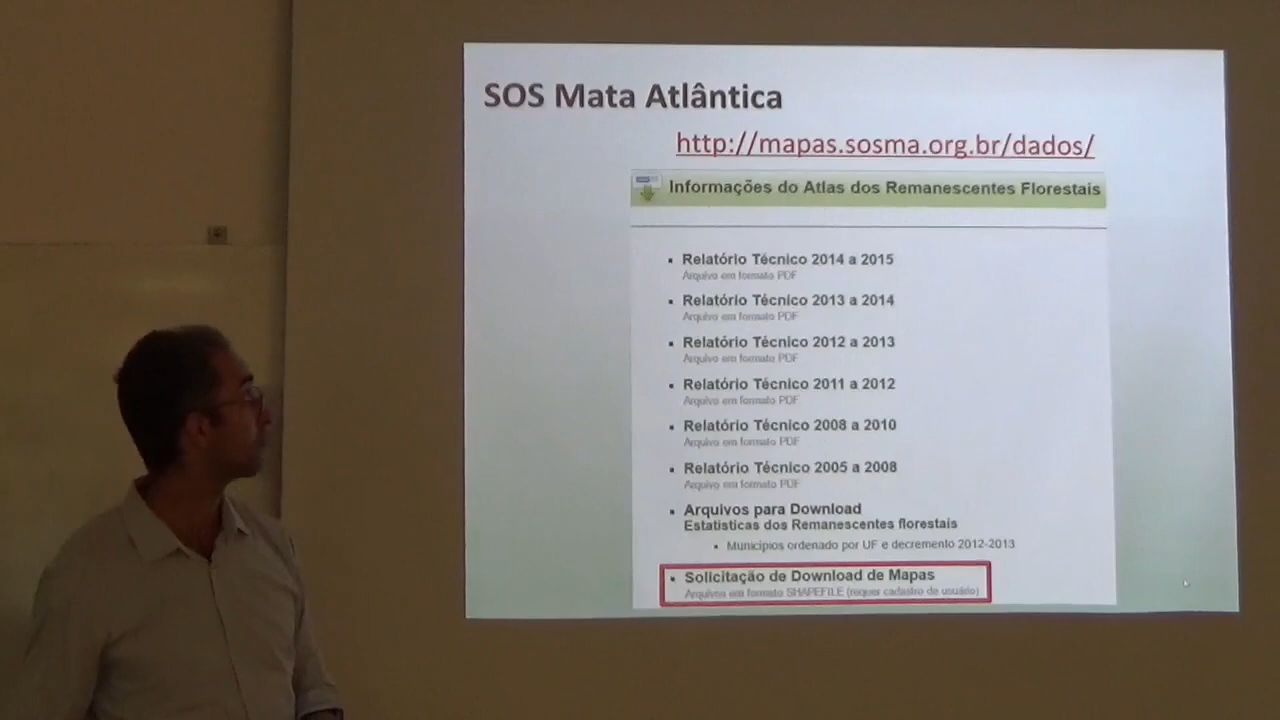 SOS Mata Atlântica
http://mapas.sosma.org.br/dados/
Informações do Atlas dos Remanescentes Florestais
Relatório Técnico 2014 a 2015
Arquivo em formato PDF
Relatório Técnico 2013 a 2014
Arquivo em formato PDF
Relatório Técnico 2012 a 2013
Arquivo em formato PDF
Relatório Técnico 2011 a 2012
Arquivo em formato PDF
Relatório Técnico 2008 a 2010
Arquivo em formato PDF
Relatório Técnico 2005 a 2008
Arquivo em formato PDF
Arquivos para Download
Estatisticas dos Remanescentes florestais
Municipios ordenado por UF e decremento 2012-2013
Solicitação de Download de Mapas
Arquivos em formato SHAPEFILE (requer cadastro de usuário)